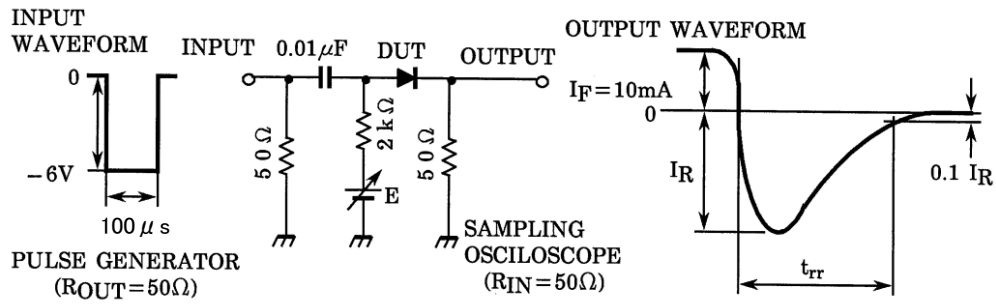 INPUT
WAVEFORM
0
−6V
100 μ s
PULSE GENERATOR
(ROUT=50Ω)
INPUT
0.01μF
DUT
OUTPUT
50Ω
2kΩ
E
50Ω
SAMPLING
OSCILOSCOPE
(RIN=50Ω)
OUTPUT WAVEFORM
IF=10mA
0
IR
0.1 IR
trr